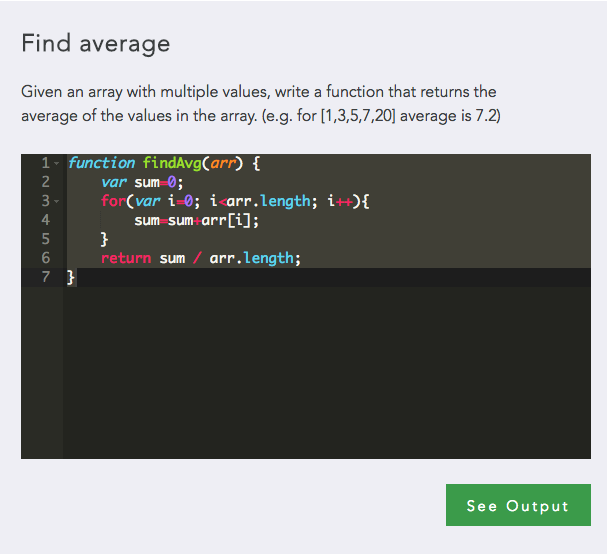 Find average
Given an array with multiple values, write a function that returns the
average of the values in the array. (e.g. for [1,3,5,7,20] average is 7.2)
1 function findAvg(arr) {
2     var sum=0;
3     for(var i=0; i<arr.length; i++){
4         sum=sum+arr[i];
5     }
6     return sum / arr.length;
7 }
See Output